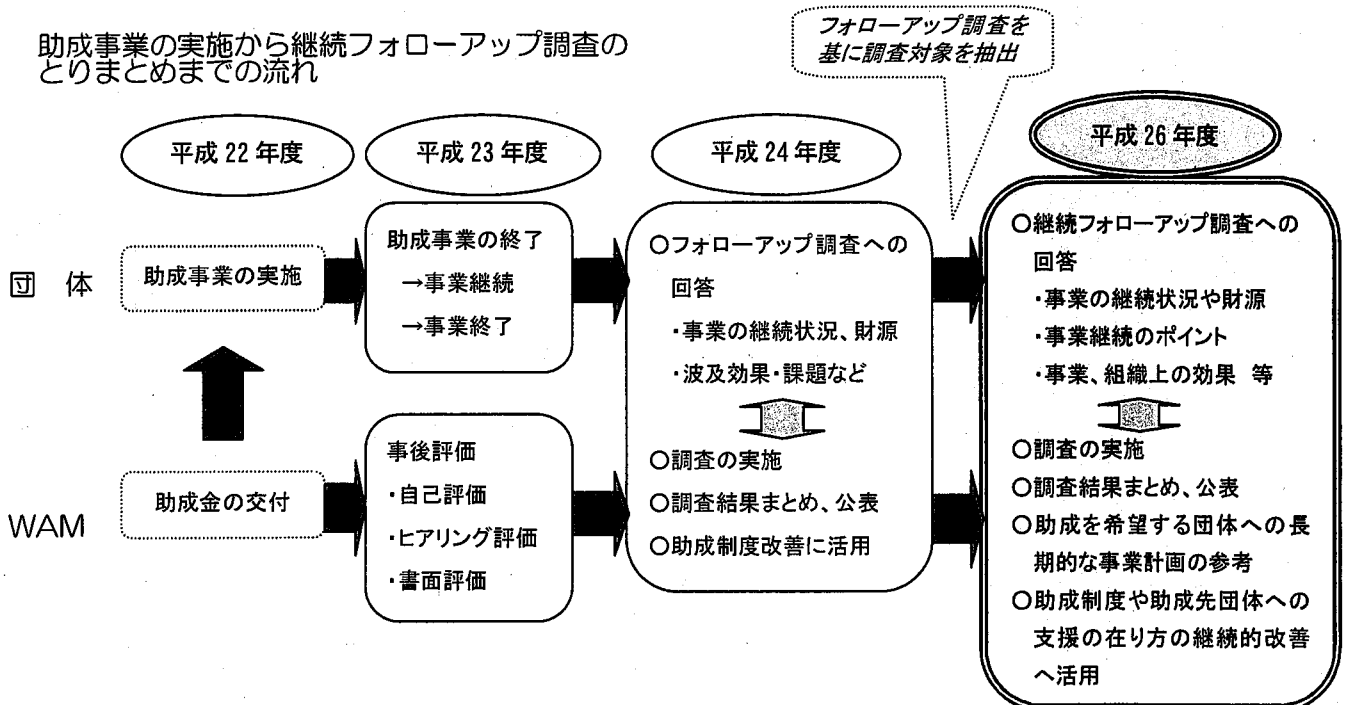 助成事業の実施から継続フォローアップ調査の
とりまとめまでの流れ
フォローアップ調査を
基に調査対象を抽出
平成22年度
平成23年度
平成24年度
平成26年度
団 体
助成事業の実施
助成事業の終了
→事業継続
→事業終了
○フォローアップ調査への
回答
・事業の継続状況、財源
・波及効果・課題など
○継続フォローアップ調査への
回答
・事業の継続状況や財源
・事業継続のポイント
・事業、組織上の効果 等
WAM
助成金の交付
事後評価
・自己評価
・ヒアリング評価
・書面評価
○調査の実施
○調査結果まとめ、公表
○助成制度改善に活用
○調査の実施
○調査結果まとめ、公表
○助成を希望する団体への長
期的な事業計画の参考
○助成制度や助成先団体への
支援の在り方の継続的改善
へ活用